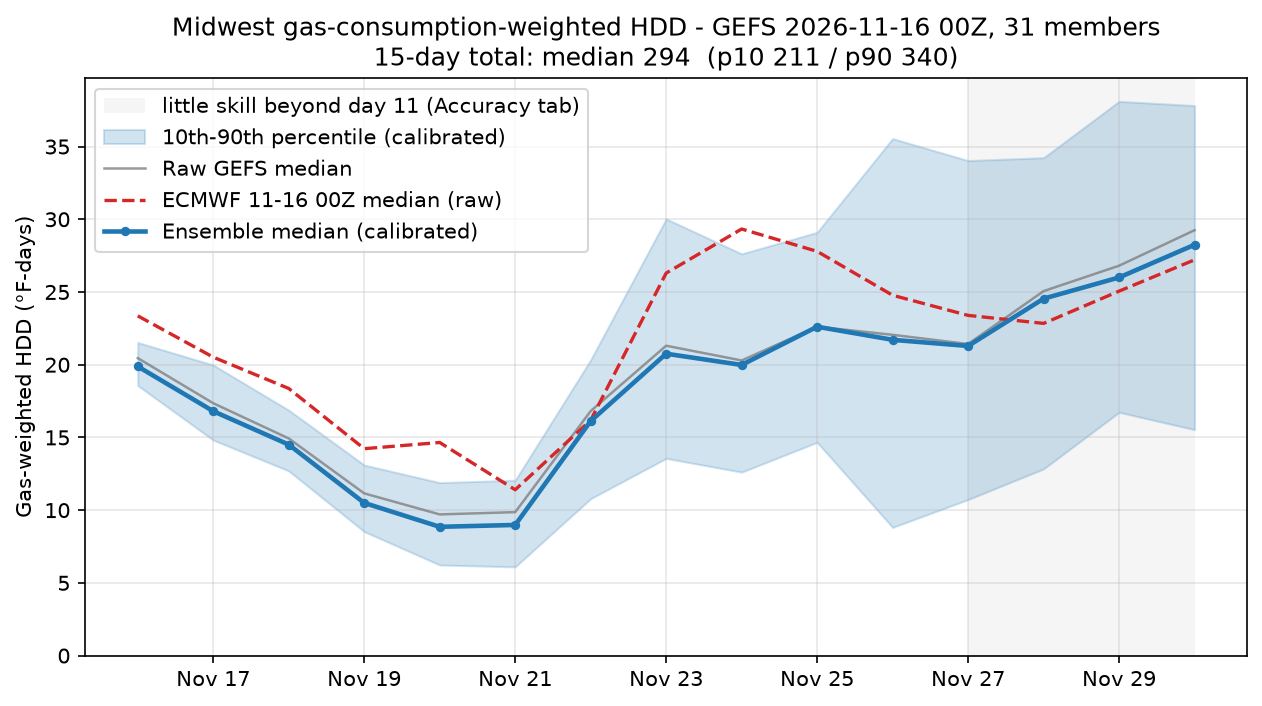 Midwest gas-consumption-weighted HDD - GEFS 2026-11-16 00Z, 31 members
15-day total: median 294  (p10 211 / p90 340)
little skill beyond day 11 (Accuracy tab)
10th-90th percentile (calibrated)
Raw GEFS median
ECMWF 11-16 00Z median (raw)
Ensemble median (calibrated)
Gas-weighted HDD (°F-days)
35
30
25
20
15
10
5
0
Nov 17
Nov 19
Nov 21
Nov 23
Nov 25
Nov 27
Nov 29